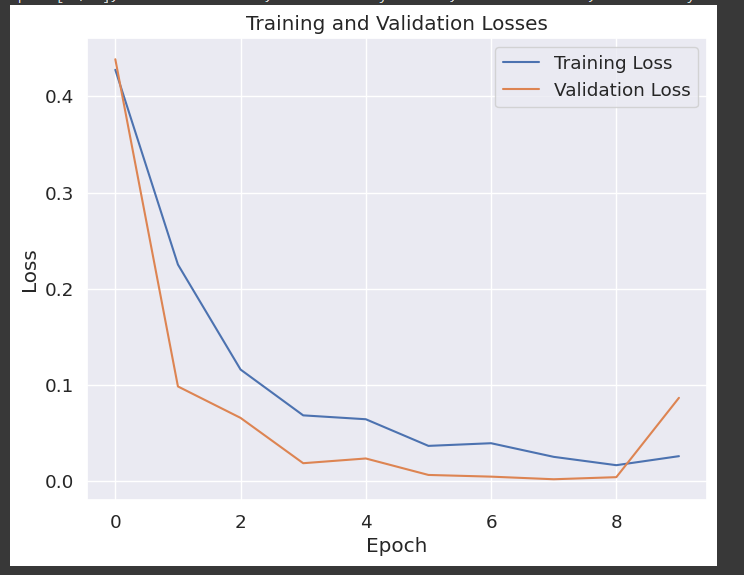 Training and Validation Losses
Training Loss
Validation Loss
0.4
0.3
0.2
0.1
0.0
Loss
0
2
4
6
8
Epoch